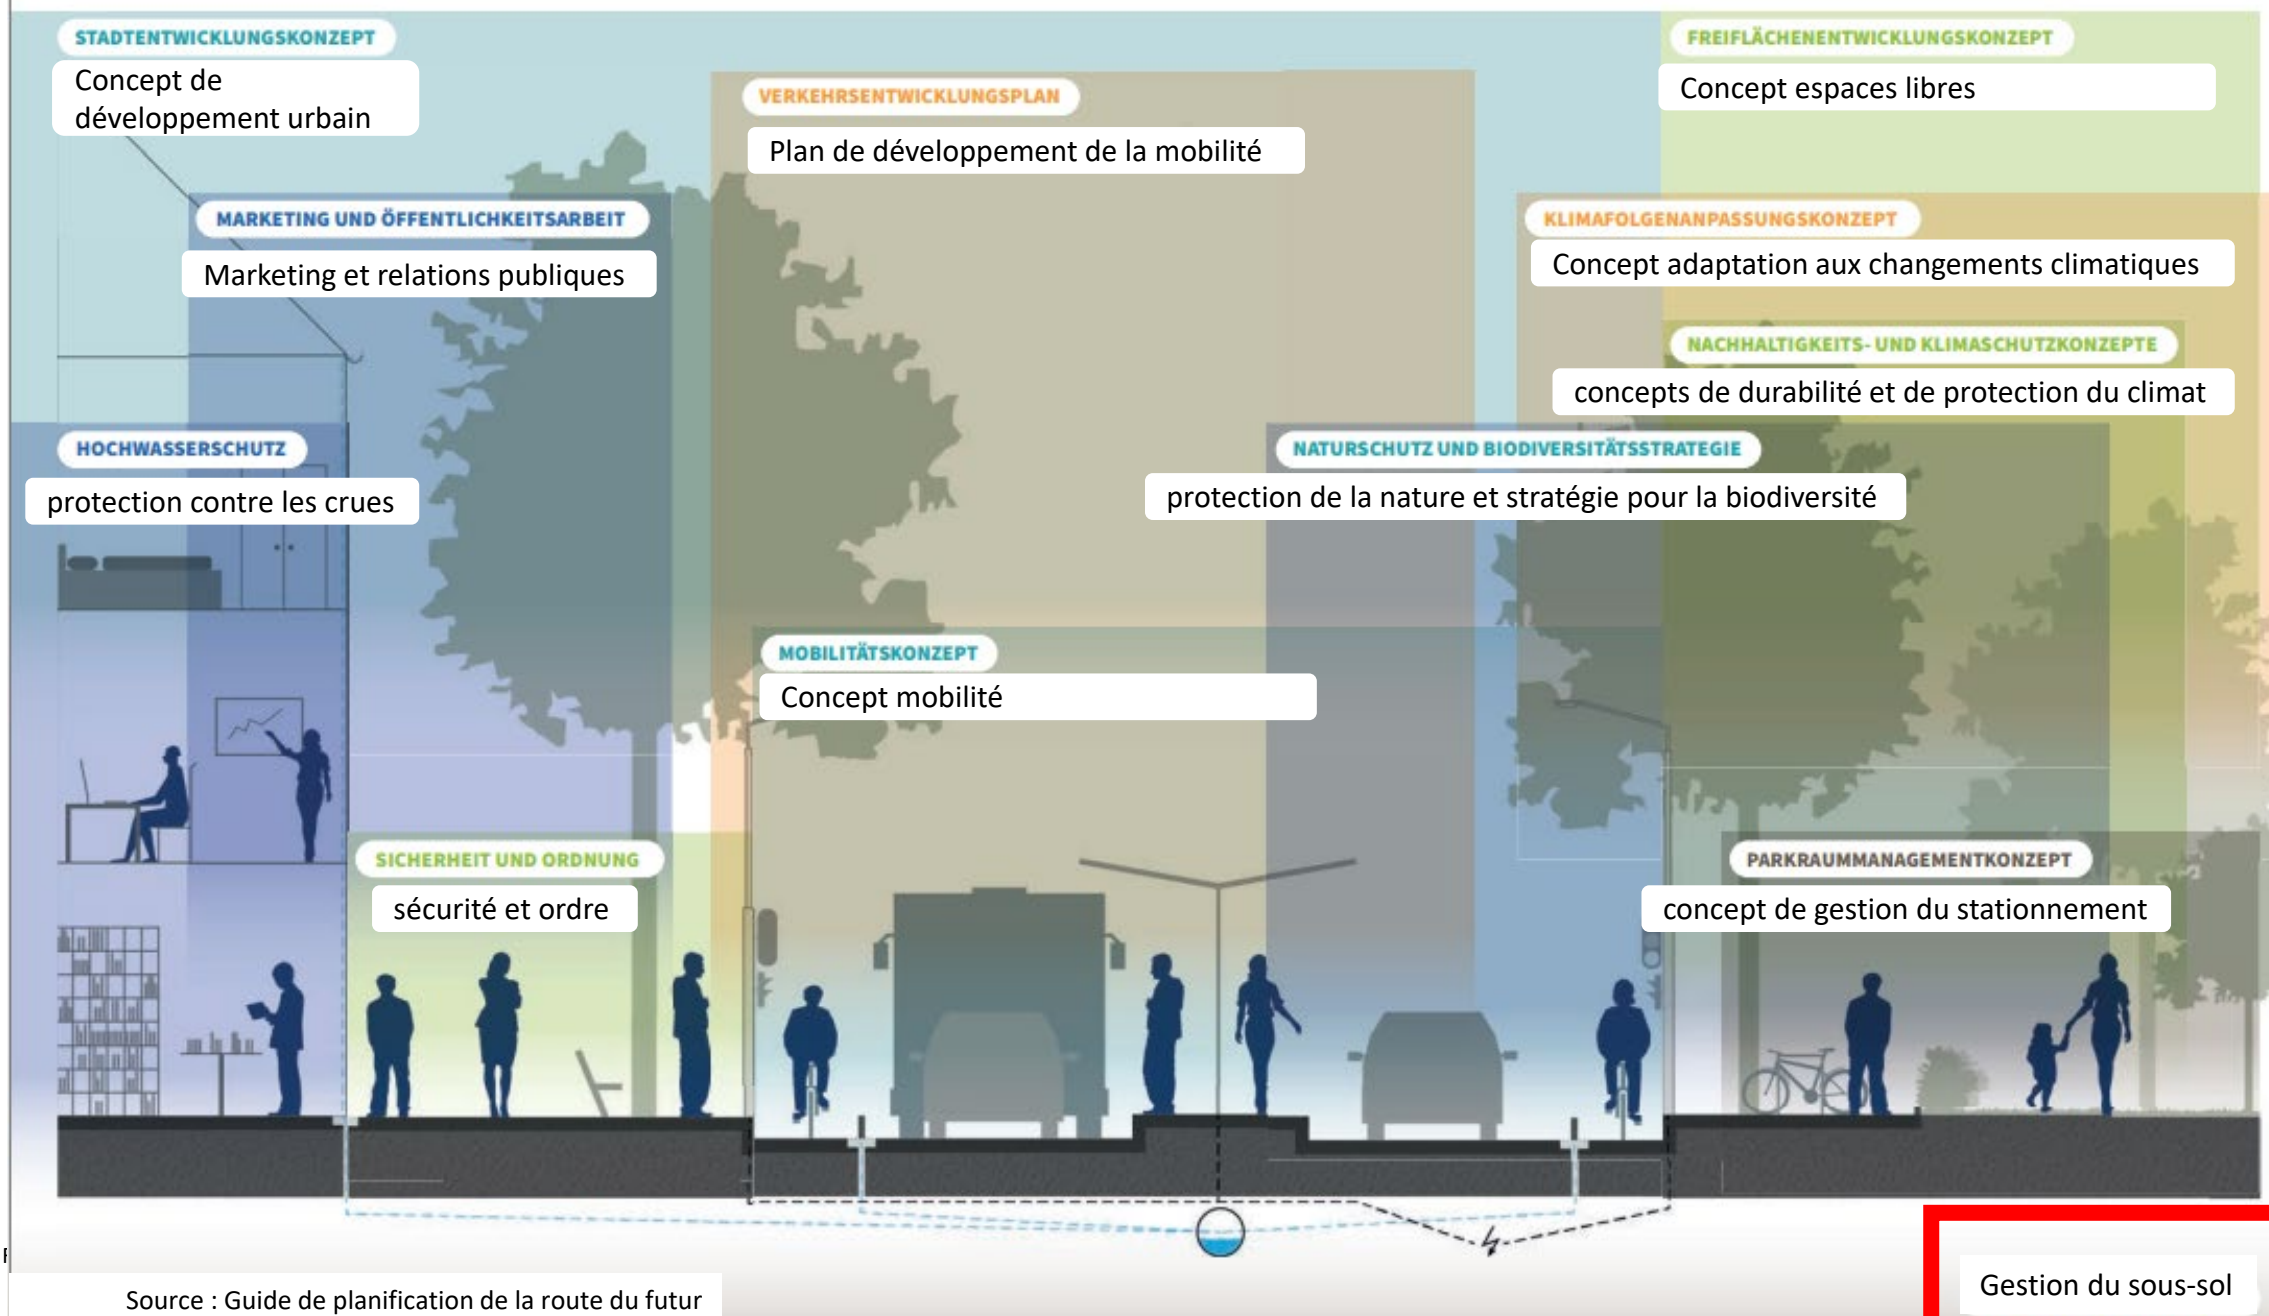 STADTENTWICKLUNGSKONZEPT
Concept de
développement urbain
VERKEHRSENTWICKLUNGSPLAN
Plan de développement de la mobilité
FREIFLÄCHENENTWICKLUNGSKONZEPT
Concept espaces libres
MARKETING UND ÖFFENTLICHKEITSARBEIT
Marketing et relations publiques
KLIMAFOLGENANPASSUNGSKONZEPT
Concept adaptation aux changements climatiques
NACHHALTIGKEITS- UND KLIMASCHUTZKONZEPTE
concepts de durabilité et de protection du climat
HOCHWASSERSCHUTZ
protection contre les crues
NATURSCHUTZ UND BIODIVERSITÄTSSTRATEGIE
protection de la nature et stratégie pour la biodiversité
MOBILITÄTSKONZEPT
Concept mobilité
SICHERHEIT UND ORDNUNG
sécurité et ordre
PARKRAUMMANAGEMENTKONZEPT
concept de gestion du stationnement
Gestion du sous-sol
Source : Guide de planification de la route du futur